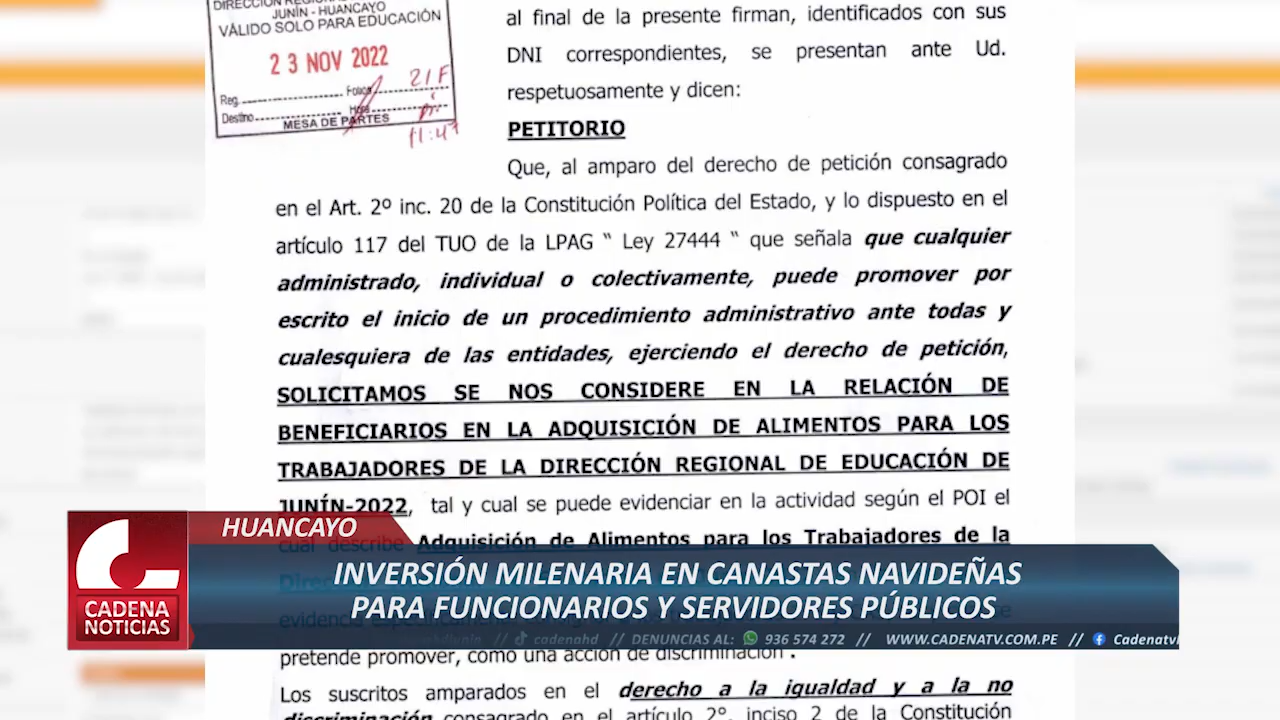 DIRECCIÓN REGIONAL
JUNÍN - HUANCAYO
VÁLIDO SOLO PARA EDUCACIÓN
23 NOV 2022
Reg. Folios 21 F
Destino Hora
11:47
MESA DE PARTES
al final de la presente firman, identificados con sus
DNI correspondientes, se presentan ante Ud.
respetuosamente y dicen:
PETITORIO
Que, al amparo del derecho de petición consagrado
en el Art. 2º inc. 20 de la Constitución Política del Estado, y lo dispuesto en el
artículo 117 del TUO de la LPAG " Ley 27444 " que señala que cualquier
administrado, individual o colectivamente, puede promover por
escrito el inicio de un procedimiento administrativo ante todas y
cualesquiera de las entidades, ejerciendo el derecho de petición,
SOLICITAMOS SE NOS CONSIDERE EN LA RELACIÓN DE
BENEFICIARIOS EN LA ADQUISICIÓN DE ALIMENTOS PARA LOS
TRABAJADORES DE LA DIRECCIÓN REGIONAL DE EDUCACIÓN DE
JUNÍN-2022, tal y cual se puede evidenciar en la actividad según el POI el
cual describe Adquisición de Alimentos para los Trabajadores de la
HUANCAYO
INVERSIÓN MILENARIA EN CANASTAS NAVIDEÑAS
PARA FUNCIONARIOS Y SERVIDORES PÚBLICOS
CADENA
NOTICIAS
// cadenahd // DENUNCIAS AL: 936 574 272 // WWW.CADENATV.COM.PE // Cadenatv
evidencia
pretende promover, como una acción de discriminación .
Los suscritos amparados en el derecho a la igualdad y a la no
discriminación consagrado en el artículo 2º, inciso 2 de la Constitución